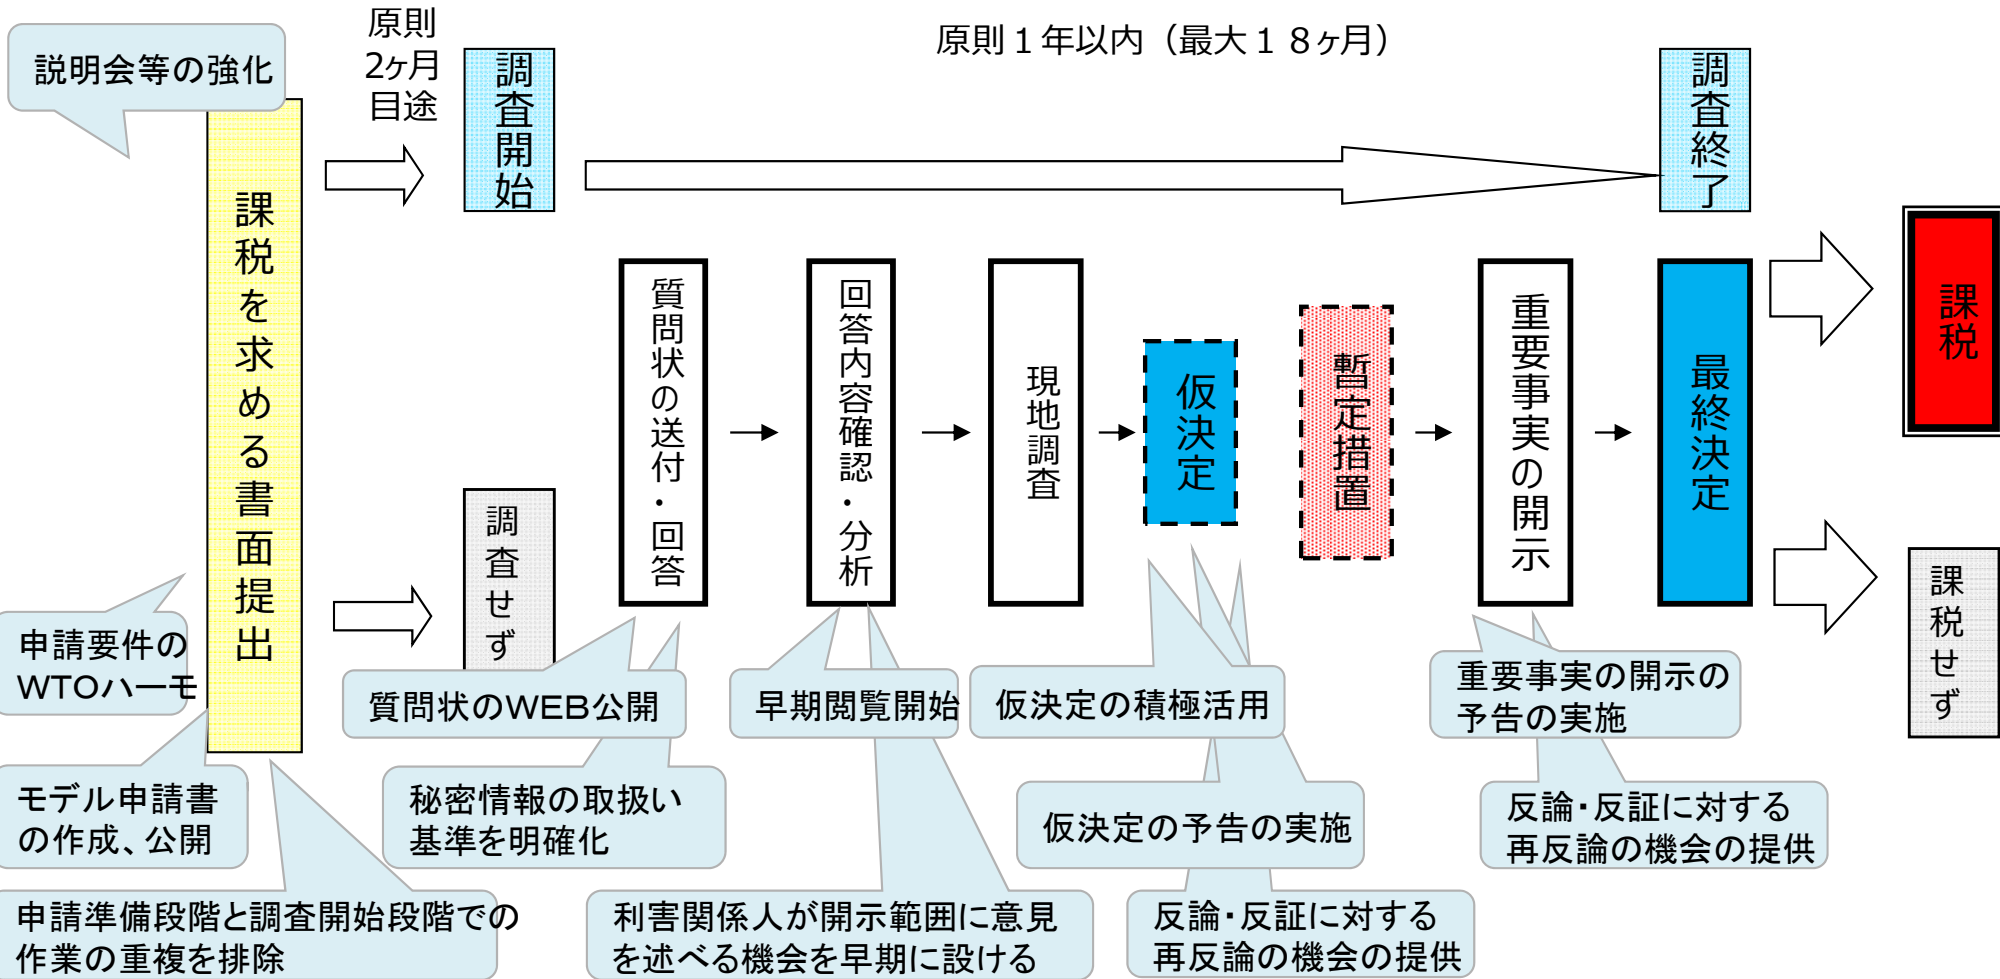 説明会等の強化
原則
2ヶ月
目途
原則１年以内（最大１８ヶ月）
調査開始
調査終了
課税を求める書面提出
質問状の送付・回答
回答内容確認・分析
現地調査
仮決定
暫定措置
重要事実の開示
最終決定
課税
調査せず
課税せず
申請要件の
WTOハーモ
質問状のWEB公開
早期閲覧開始
仮決定の積極活用
重要事実の開示の
予告の実施
モデル申請書
の作成、公開
秘密情報の取扱い
基準を明確化
仮決定の予告の実施
反論・反証に対する
再反論の機会の提供
申請準備段階と調査開始段階での
作業の重複を排除
利害関係人が開示範囲に意見
を述べる機会を早期に設ける
反論・反証に対する
再反論の機会の提供